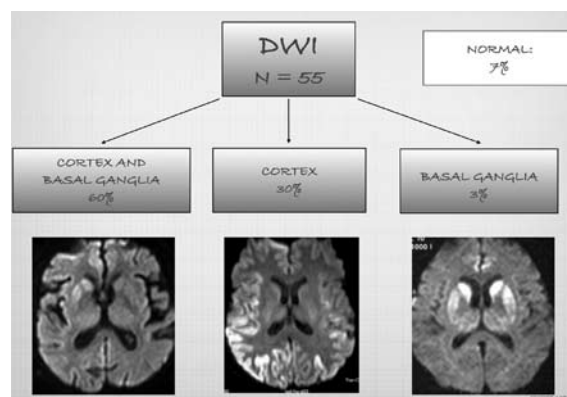 DWI
N = 55
NORMAL:
7%
CORTEX AND
BASAL GANGLIA
60%
CORTEX
30%
BASAL GANGLIA
3%